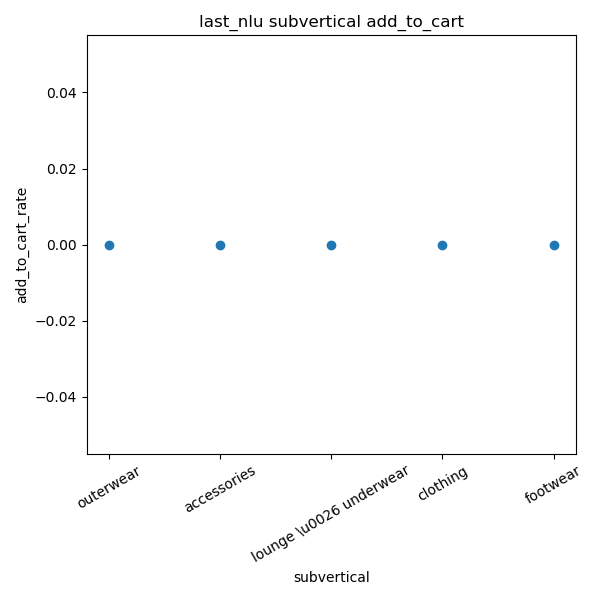 last_nlu subvertical add_to_cart
0.04
0.02
0.00
−0.02
−0.04
add_to_cart_rate
outerwear
accessories
lounge \u0026 underwear
clothing
footwear
subvertical